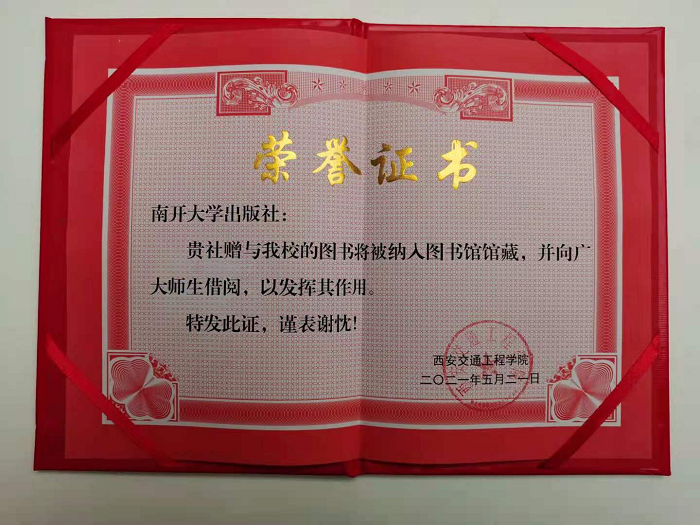 荣誉证书
南开大学出版社：
贵社赠与我校的图书将被纳入图书馆馆藏，并向广
大师生借阅，以发挥其作用。
特发此证，谨表谢忱！
西安交通工程学院
二〇二一年五月二一日